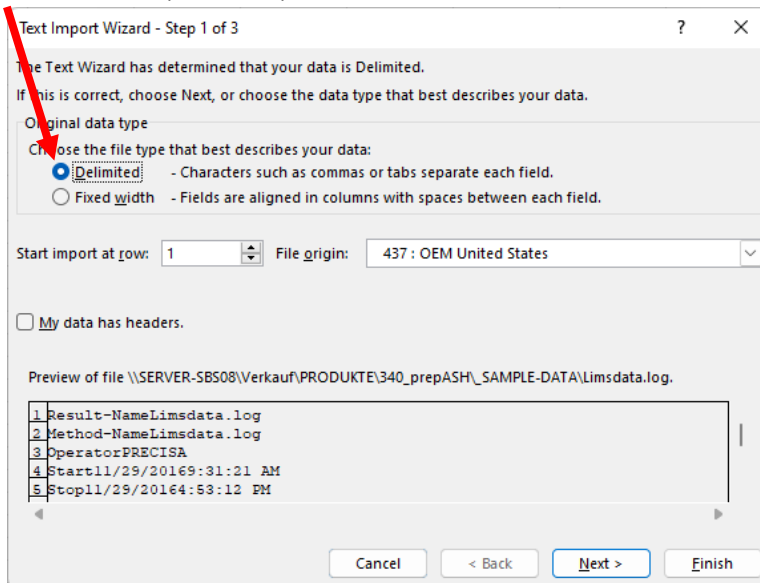 Text Import Wizard - Step 1 of 3 ? ×
The Text Wizard has determined that your data is Delimited.
If this is correct, choose Next, or choose the data type that best describes your data.
Original data type
Choose the file type that best describes your data:
Delimited - Characters such as commas or tabs separate each field.
Fixed width - Fields are aligned in columns with spaces between each field.
Start import at row: 1 File origin: 437 : OEM United States
My data has headers.
Preview of file \\SERVER-SBS08\Verkauf\PRODUKTE\340_prepASH\_SAMPLE-DATA\Limsdata.log.
1 Result-NameLimsdata.log
2 Method-NameLimsdata.log
3 OperatorPRECISA
4 Start11/29/20169:31:21 AM
5 Stop11/29/20164:53:12 PM
Cancel < Back Next > Finish